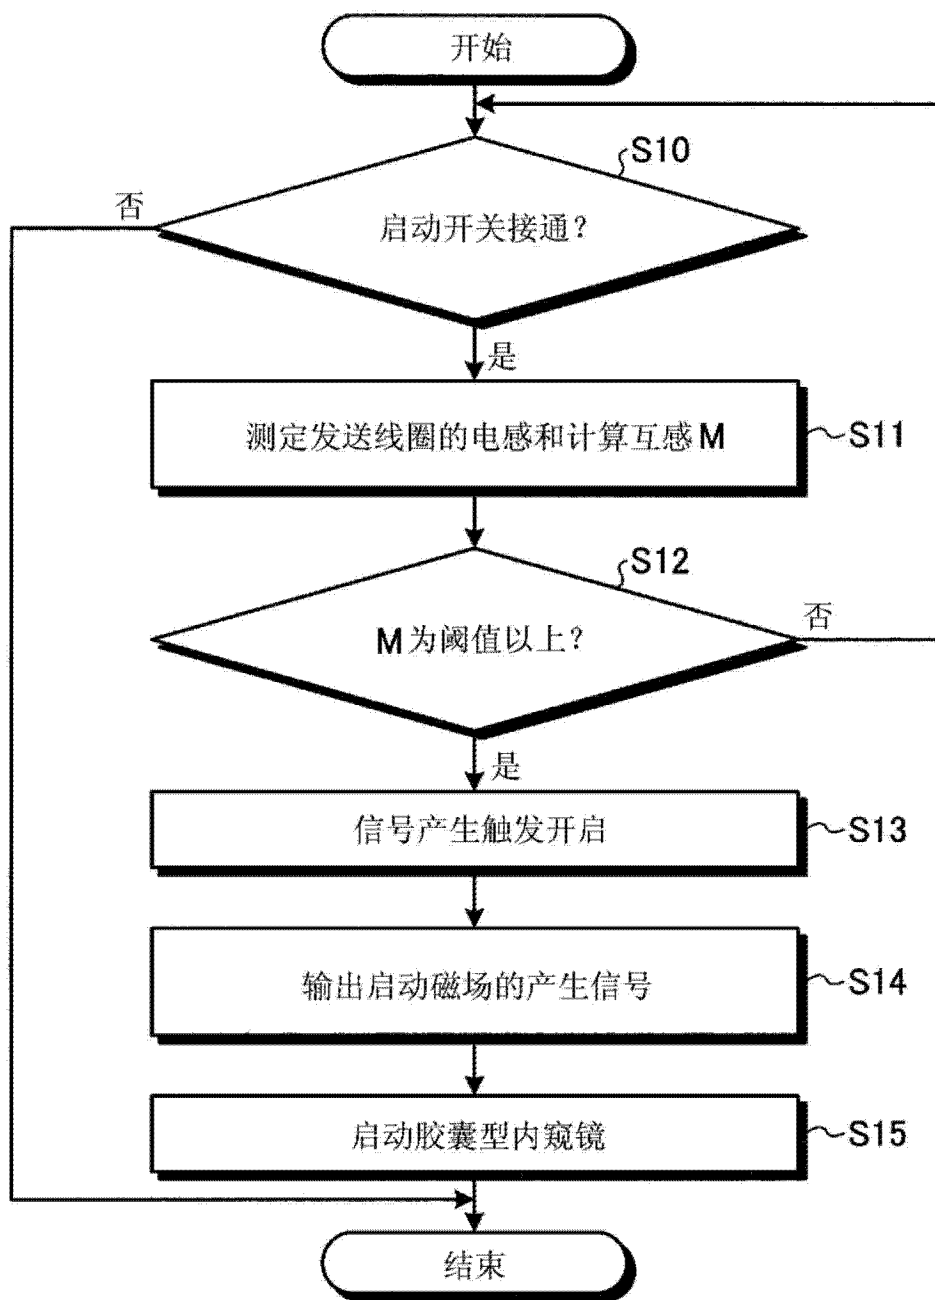 开始
S10
否
启动开关接通？
是
测定发送线圈的电感和计算互感M
S11
S12
否
M为阈值以上？
是
信号产生触发开启
S13
输出启动磁场的产生信号
S14
启动胶囊型内窥镜
S15
结束